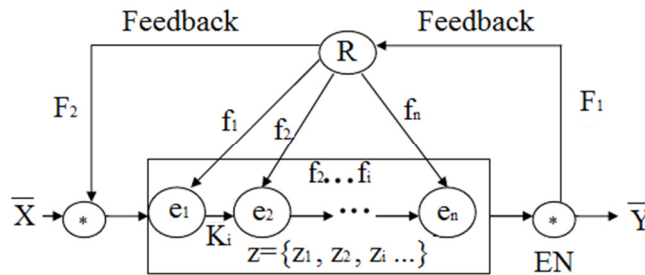 Feedback Feedback
R
F₂ F₁
f₁ f₂ fₙ
f₂...fᵢ
X̅ * e₁ e₂ ... eₙ * Y̅
Kᵢ
z={z₁, z₂, zᵢ ...} EN